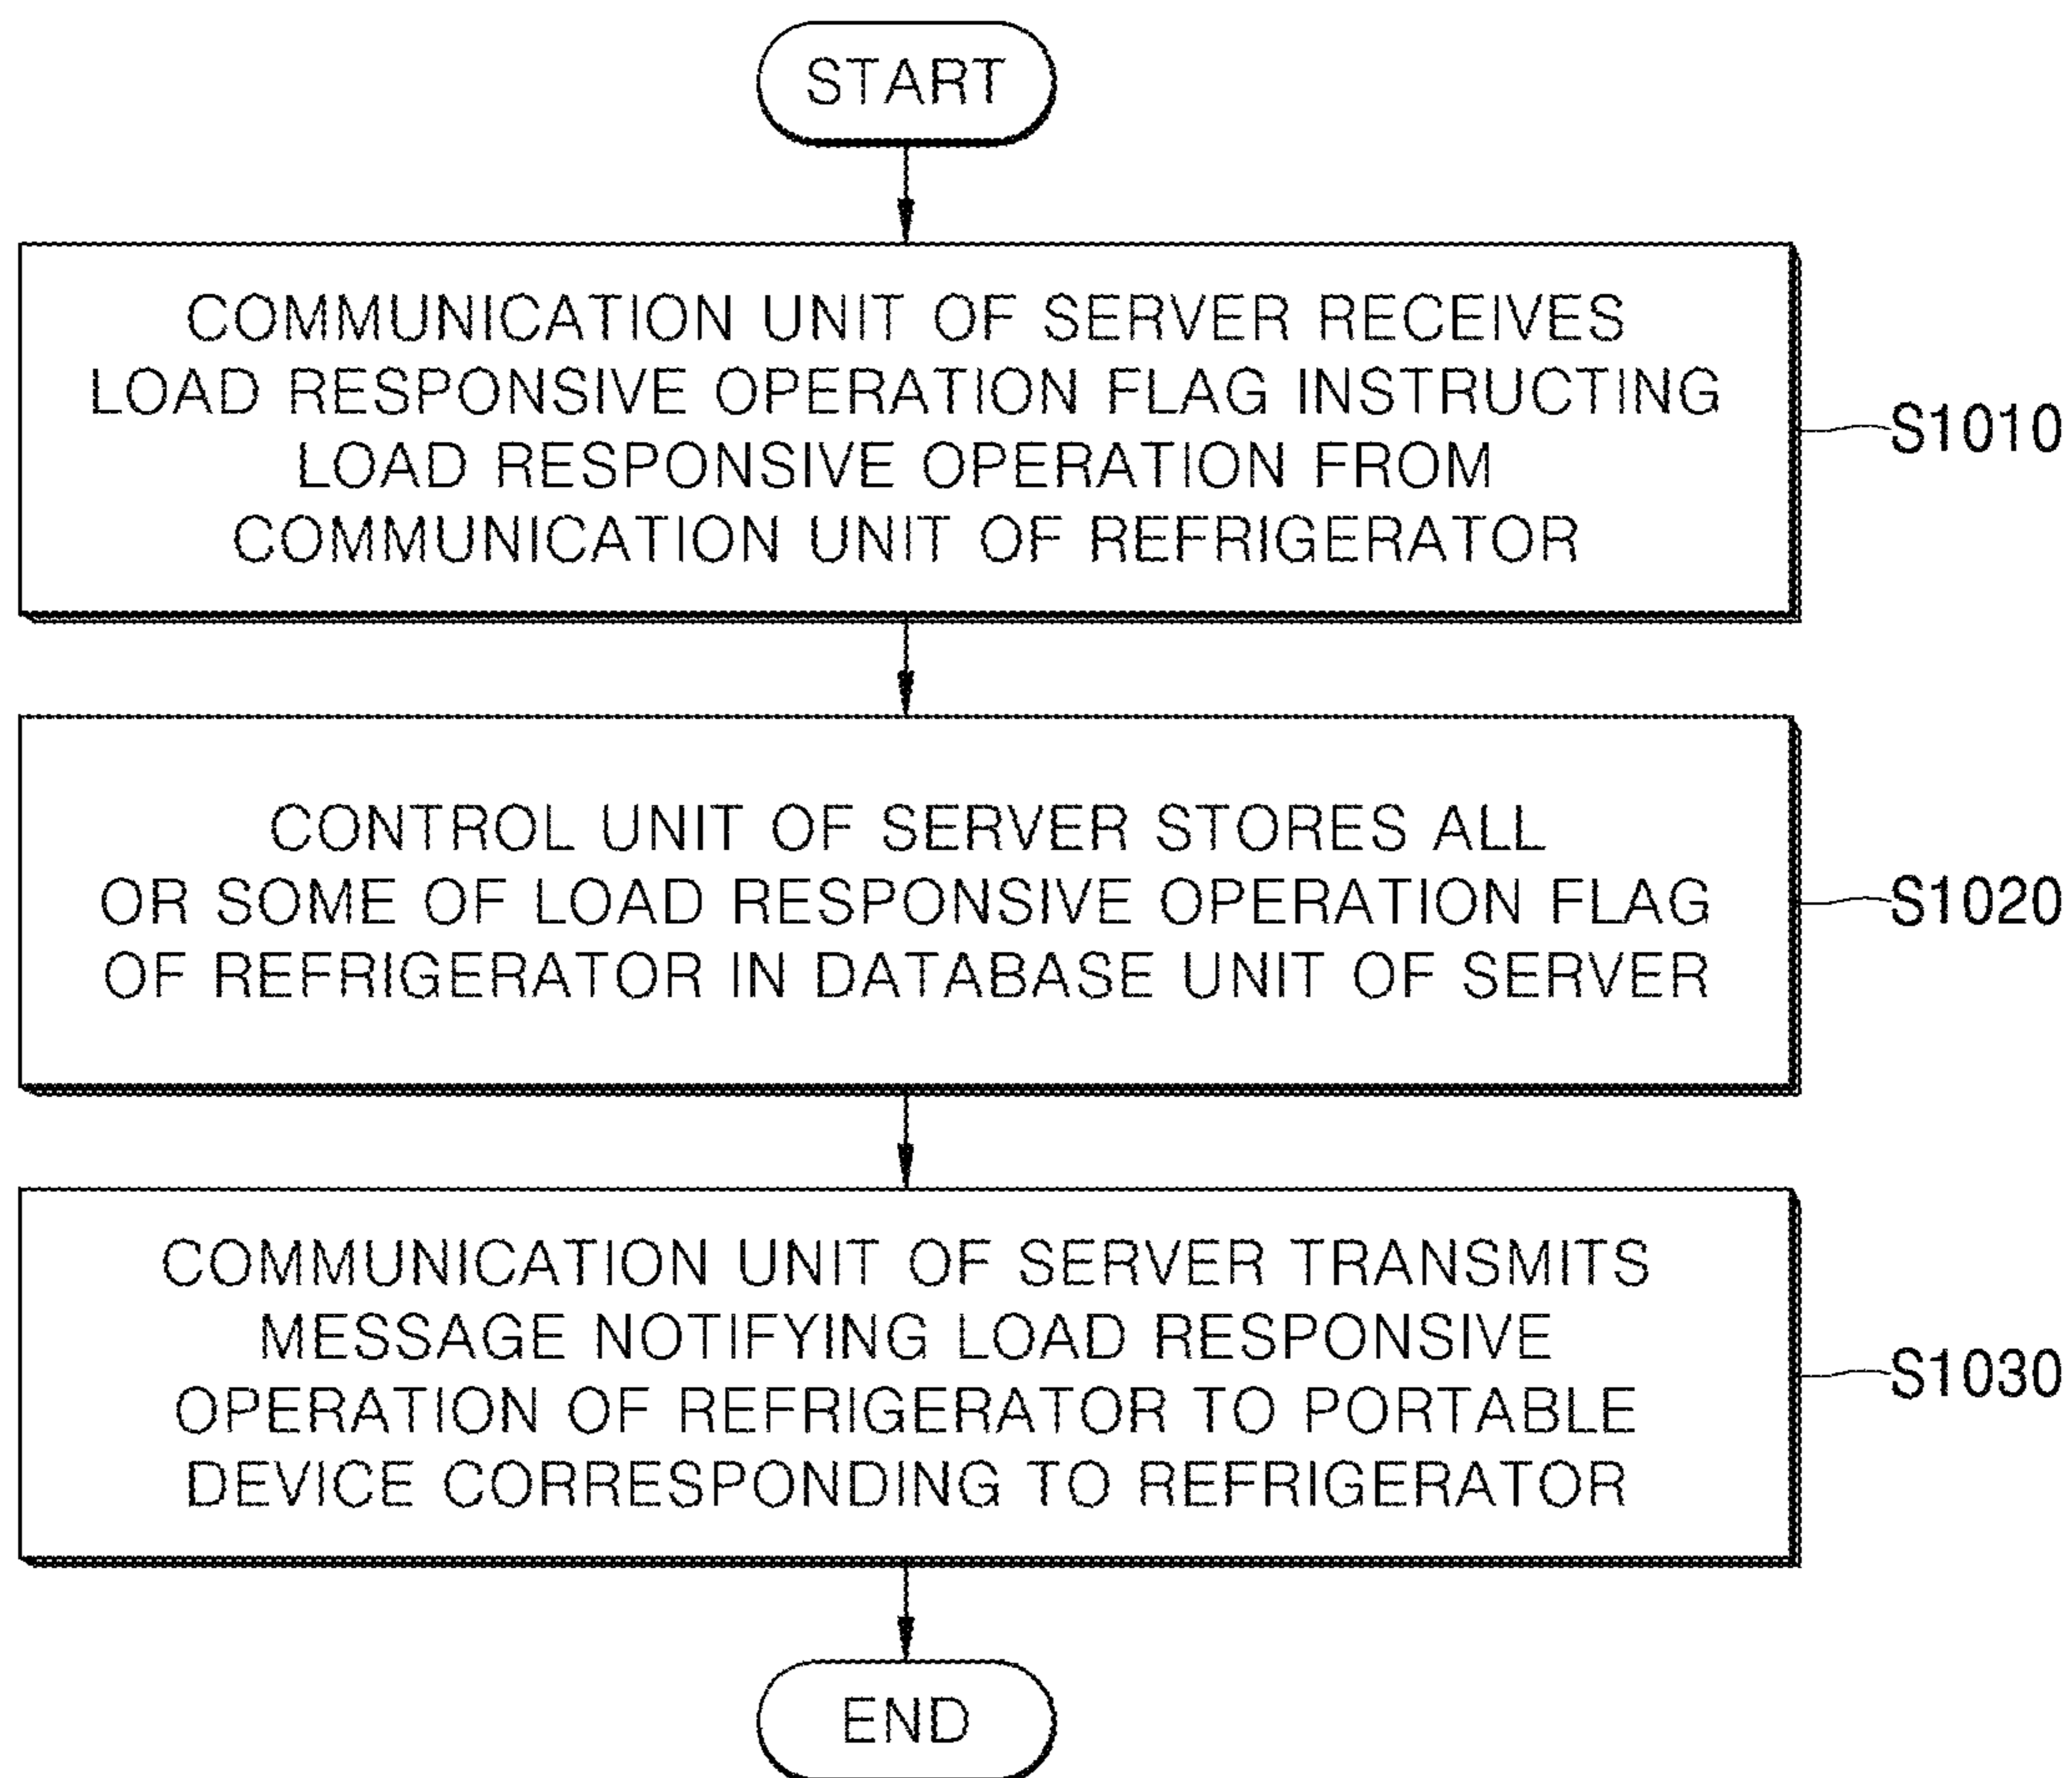 START
COMMUNICATION UNIT OF SERVER RECEIVES
LOAD RESPONSIVE OPERATION FLAG INSTRUCTING
LOAD RESPONSIVE OPERATION FROM
COMMUNICATION UNIT OF REFRIGERATOR
S1010
CONTROL UNIT OF SERVER STORES ALL
OR SOME OF LOAD RESPONSIVE OPERATION FLAG
OF REFRIGERATOR IN DATABASE UNIT OF SERVER
S1020
COMMUNICATION UNIT OF SERVER TRANSMITS
MESSAGE NOTIFYING LOAD RESPONSIVE
OPERATION OF REFRIGERATOR TO PORTABLE
DEVICE CORRESPONDING TO REFRIGERATOR
S1030
END